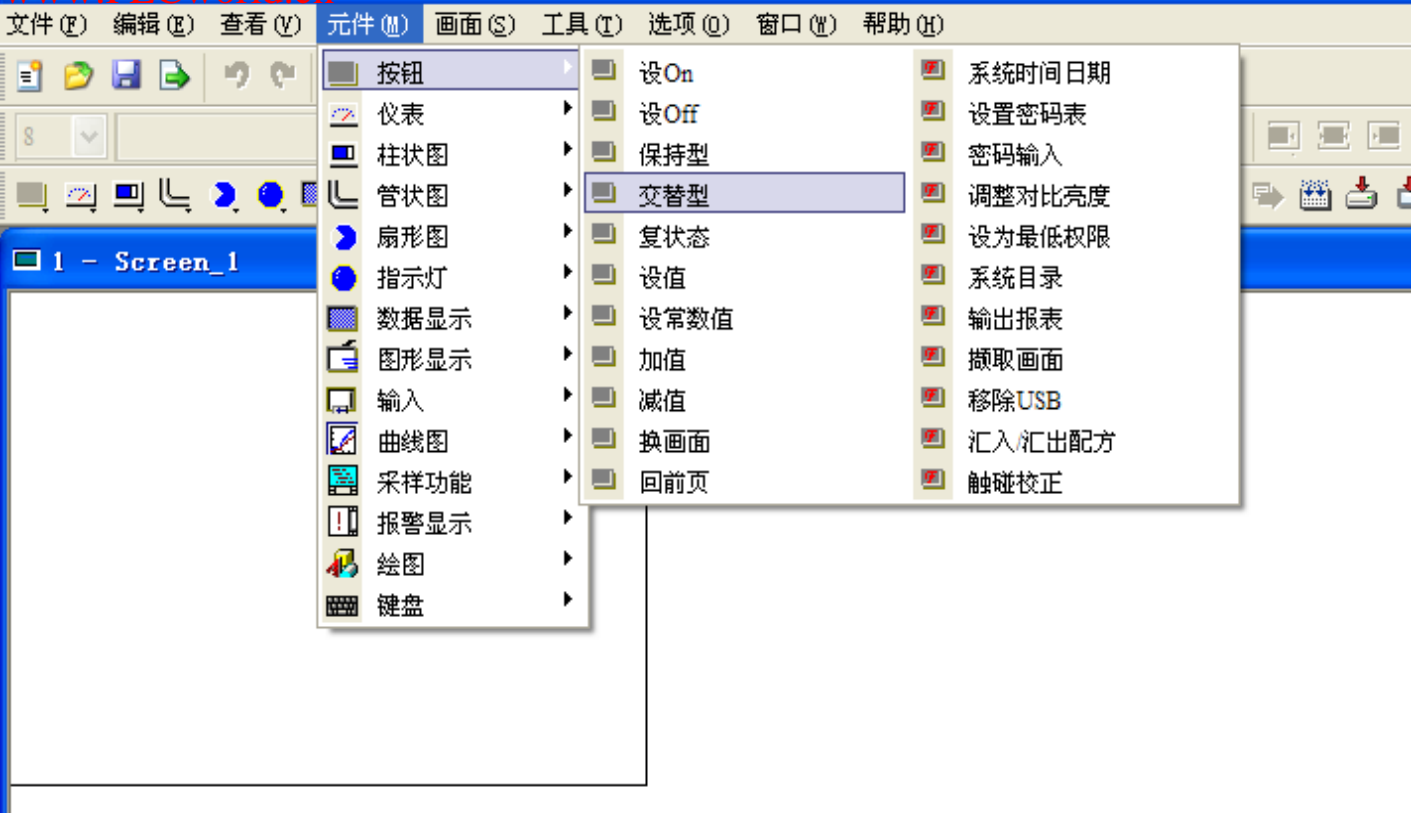 文件(F) 编辑(E) 查看(V) 元件(M) 画面(S) 工具(T) 选项(O) 窗口(W) 帮助(H)
8
1 - Screen_1
按钮
仪表
柱状图
管状图
扇形图
指示灯
数据显示
图形显示
输入
曲线图
采样功能
报警显示
绘图
键盘
设On
设Off
保持型
交替型
复状态
设值
设常数值
加值
减值
换画面
回前页
系统时间日期
设置密码表
密码输入
调整对比亮度
设为最低权限
系统目录
输出报表
撷取画面
移除USB
汇入/汇出配方
触碰校正